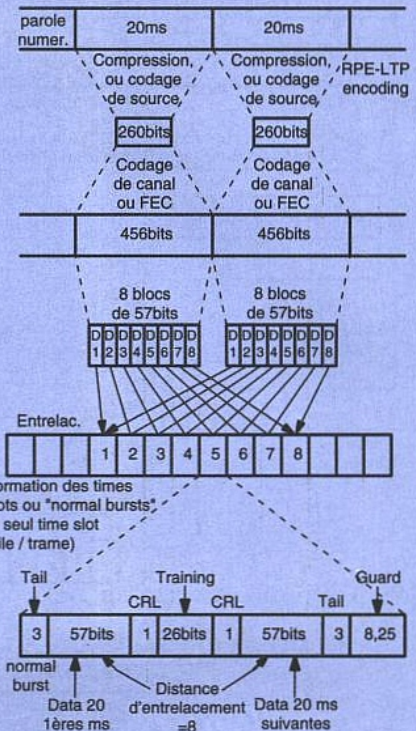 parole
numer.
20ms
20ms
Compression,
ou codage
de source
Compression,
ou codage
de source
RPE-LTP
encoding
260bits
260bits
Codage
de canal
ou FEC
Codage
de canal
ou FEC
456bits
456bits
8 blocs
de 57bits
8 blocs
de 57bits
D D D D D D D D
1 2 3 4 5 6 7 8
D D D D D D D D
1 2 3 4 5 6 7 8
Entrelac.
1 2 3 4 5 6 7 8
ormation des times
ots ou "normal bursts"
seul time slot
ile / trame)
Tail
Training
Guard
CRL
CRL
Tail
3 57bits 1 26bits 1 57bits 3 8,25
normal
burst
Data 20
1ères ms
Distance
d'entrelacement
=8
Data 20 ms
suivantes